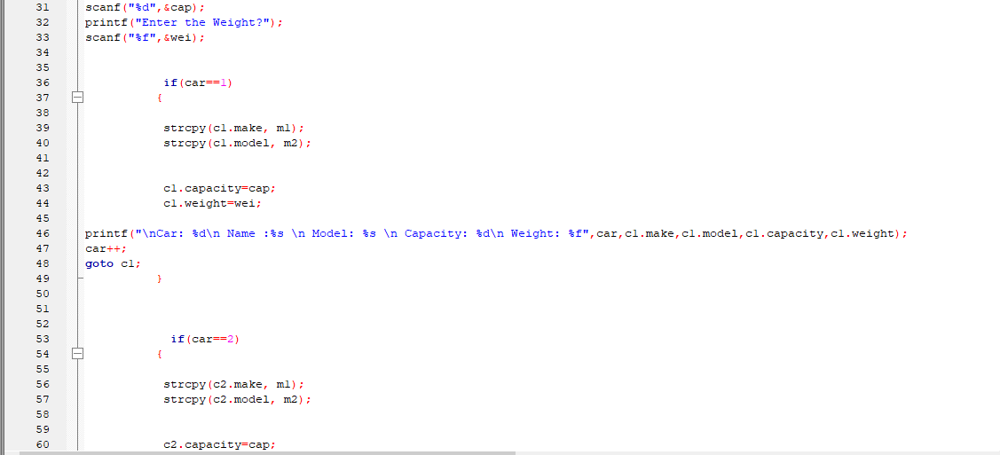 31 scanf("%d",&cap);
32 printf("Enter the Weight?");
33 scanf("%f",&wei);
34
35
36 if(car==1)
37 {
38
39 strcpy(c1.make, m1);
40 strcpy(c1.model, m2);
41
42
43 c1.capacity=cap;
44 c1.weight=wei;
45
46 printf("\nCar: %d\n Name :%s \n Model: %s \n Capacity: %d\n Weight: %f",car,c1.make,c1.model,c1.capacity,c1.weight);
47 car++;
48 goto c1;
49 }
50
51
52
53 if(car==2)
54 {
55
56 strcpy(c2.make, m1);
57 strcpy(c2.model, m2);
58
59
60 c2.capacity=cap;